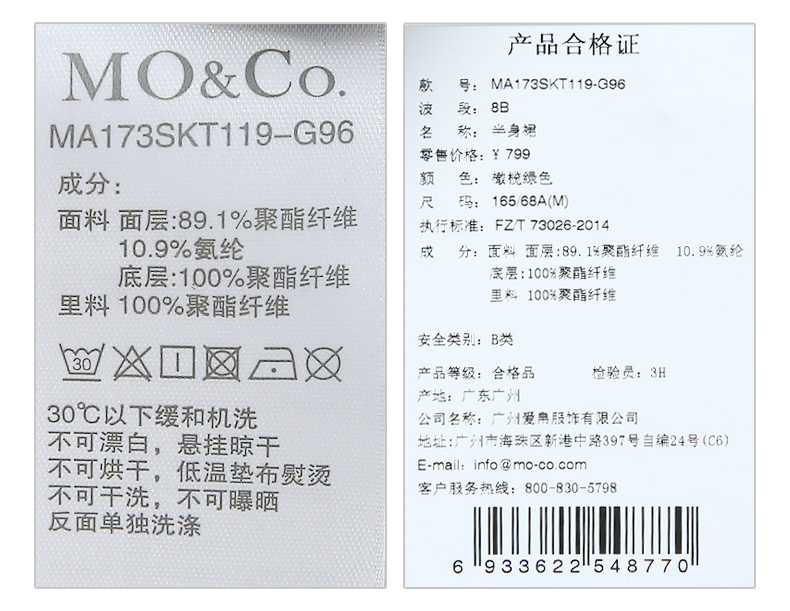 MO&Co.
MA173SKT119-G96
成分:
面料 面层:89.1%聚酯纤维
10.9%氨纶
底层:100%聚酯纤维
里料 100%聚酯纤维
30
30℃以下缓和机洗
不可漂白，悬挂晾干
不可烘干，低温垫布熨烫
不可干洗，不可曝晒
反面单独洗涤
产品合格证
款 号: MA173SKT119-G96
波 段: 8B
名 称: 半身裙
零售价格: ¥ 799
颜 色: 橄榄绿色
尺 码: 165/68A(M)
执行标准: FZ/T 73026-2014
成 分: 面料 面层:89.1%聚酯纤维 10.9%氨纶
底层:100%聚酯纤维
里料 100%聚酯纤维
安全类别: B类
产品等级: 合格品 检验员: 3H
产地: 广东广州
公司名称: 广州爱帛服饰有限公司
地址:广州市海珠区新港中路397号自编24号(C6)
E-mail: info@mo-co.com
客户服务热线: 800-830-5798
6 933622 548770